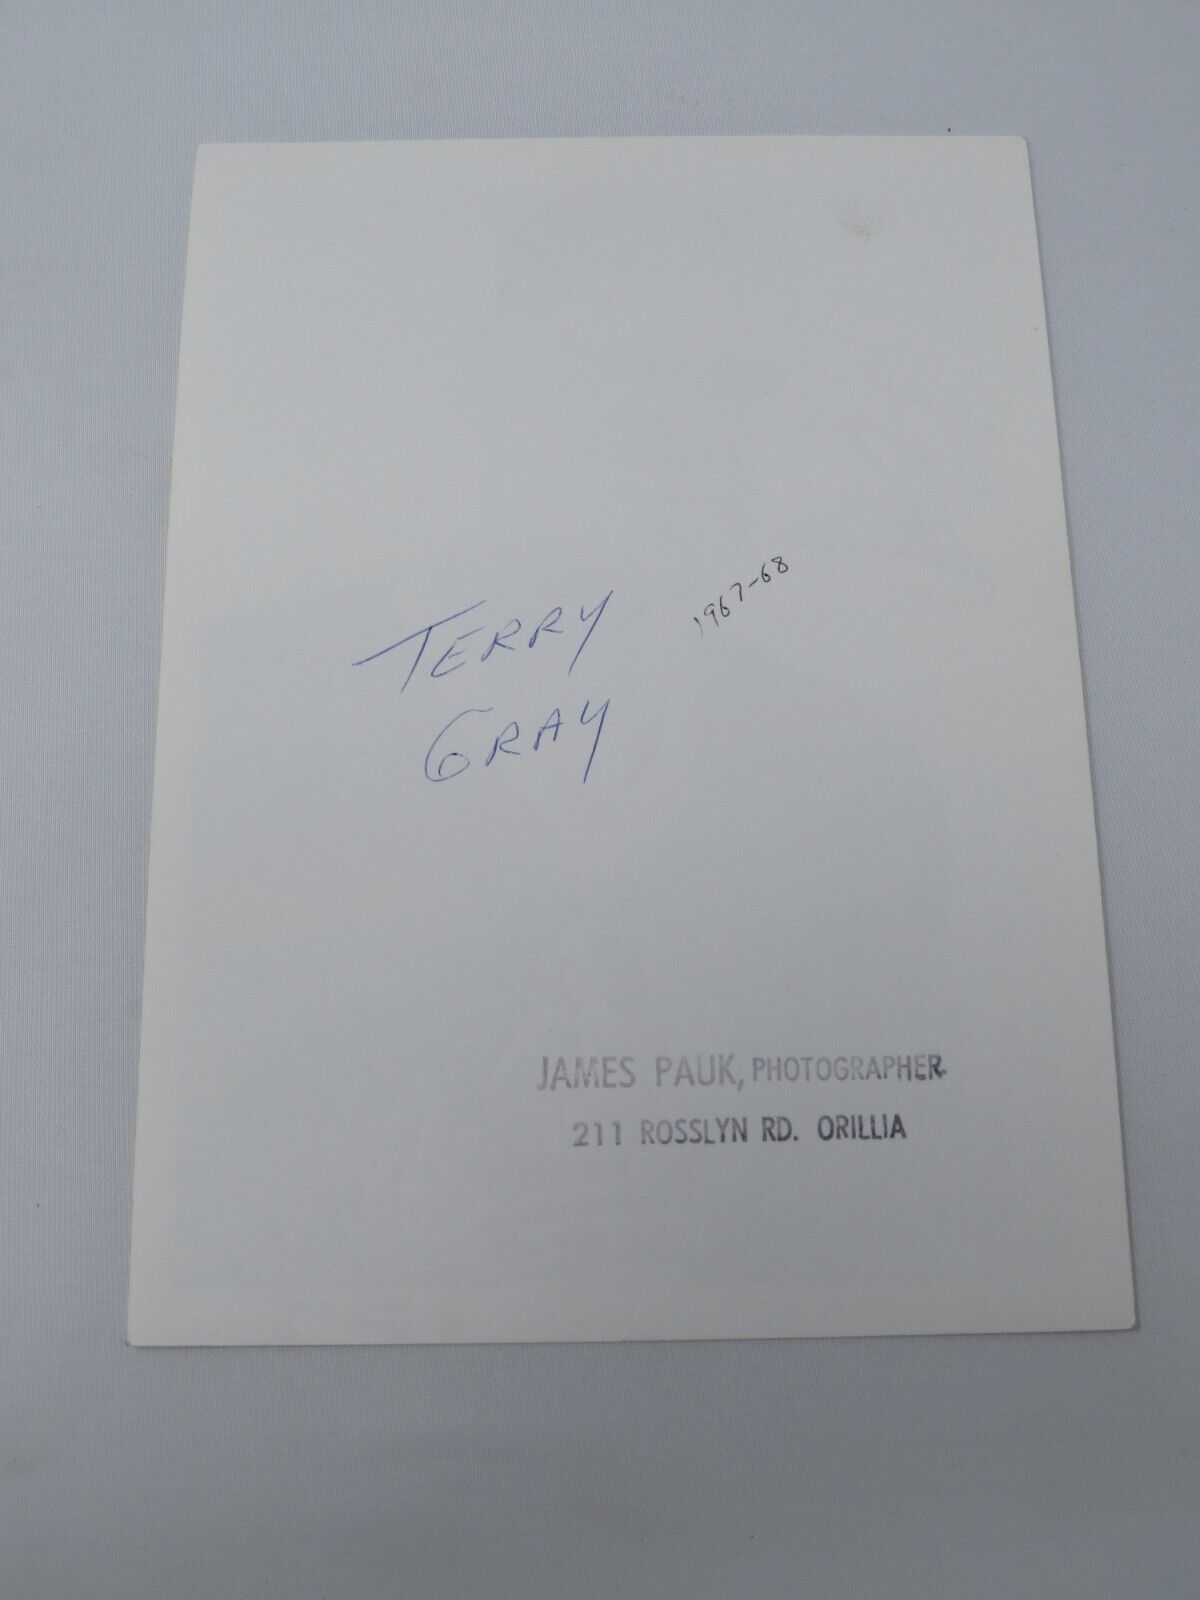 TERRY 1967-68
GRAY
JAMES PAUK, PHOTOGRAPHER
211 ROSSLYN RD. ORILLIA